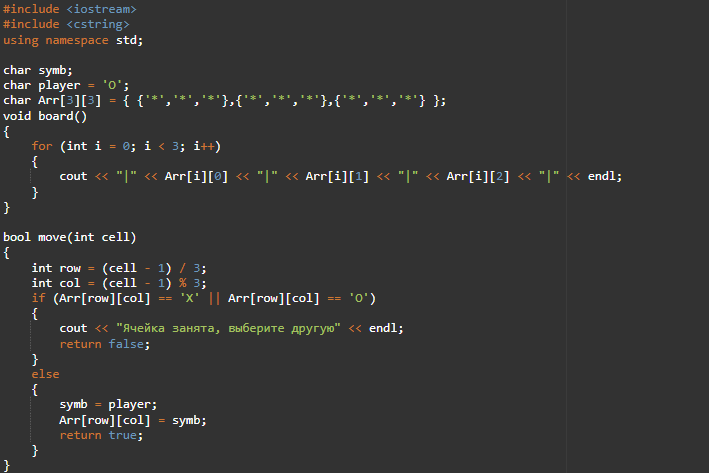 #include <iostream>
#include <cstring>
using namespace std;

char symb;
char player = 'O';
char Arr[3][3] = { {'*','*','*'},{'*','*','*'},{'*','*','*'} };
void board()
{
    for (int i = 0; i < 3; i++)
    {
        cout << "|" << Arr[i][0] << "|" << Arr[i][1] << "|" << Arr[i][2] << "|" << endl;
    }
}

bool move(int cell)
{
    int row = (cell - 1) / 3;
    int col = (cell - 1) % 3;
    if (Arr[row][col] == 'X' || Arr[row][col] == 'O')
    {
        cout << "Ячейка занята, выберите другую" << endl;
        return false;
    }
    else
    {
        symb = player;
        Arr[row][col] = symb;
        return true;
    }
}